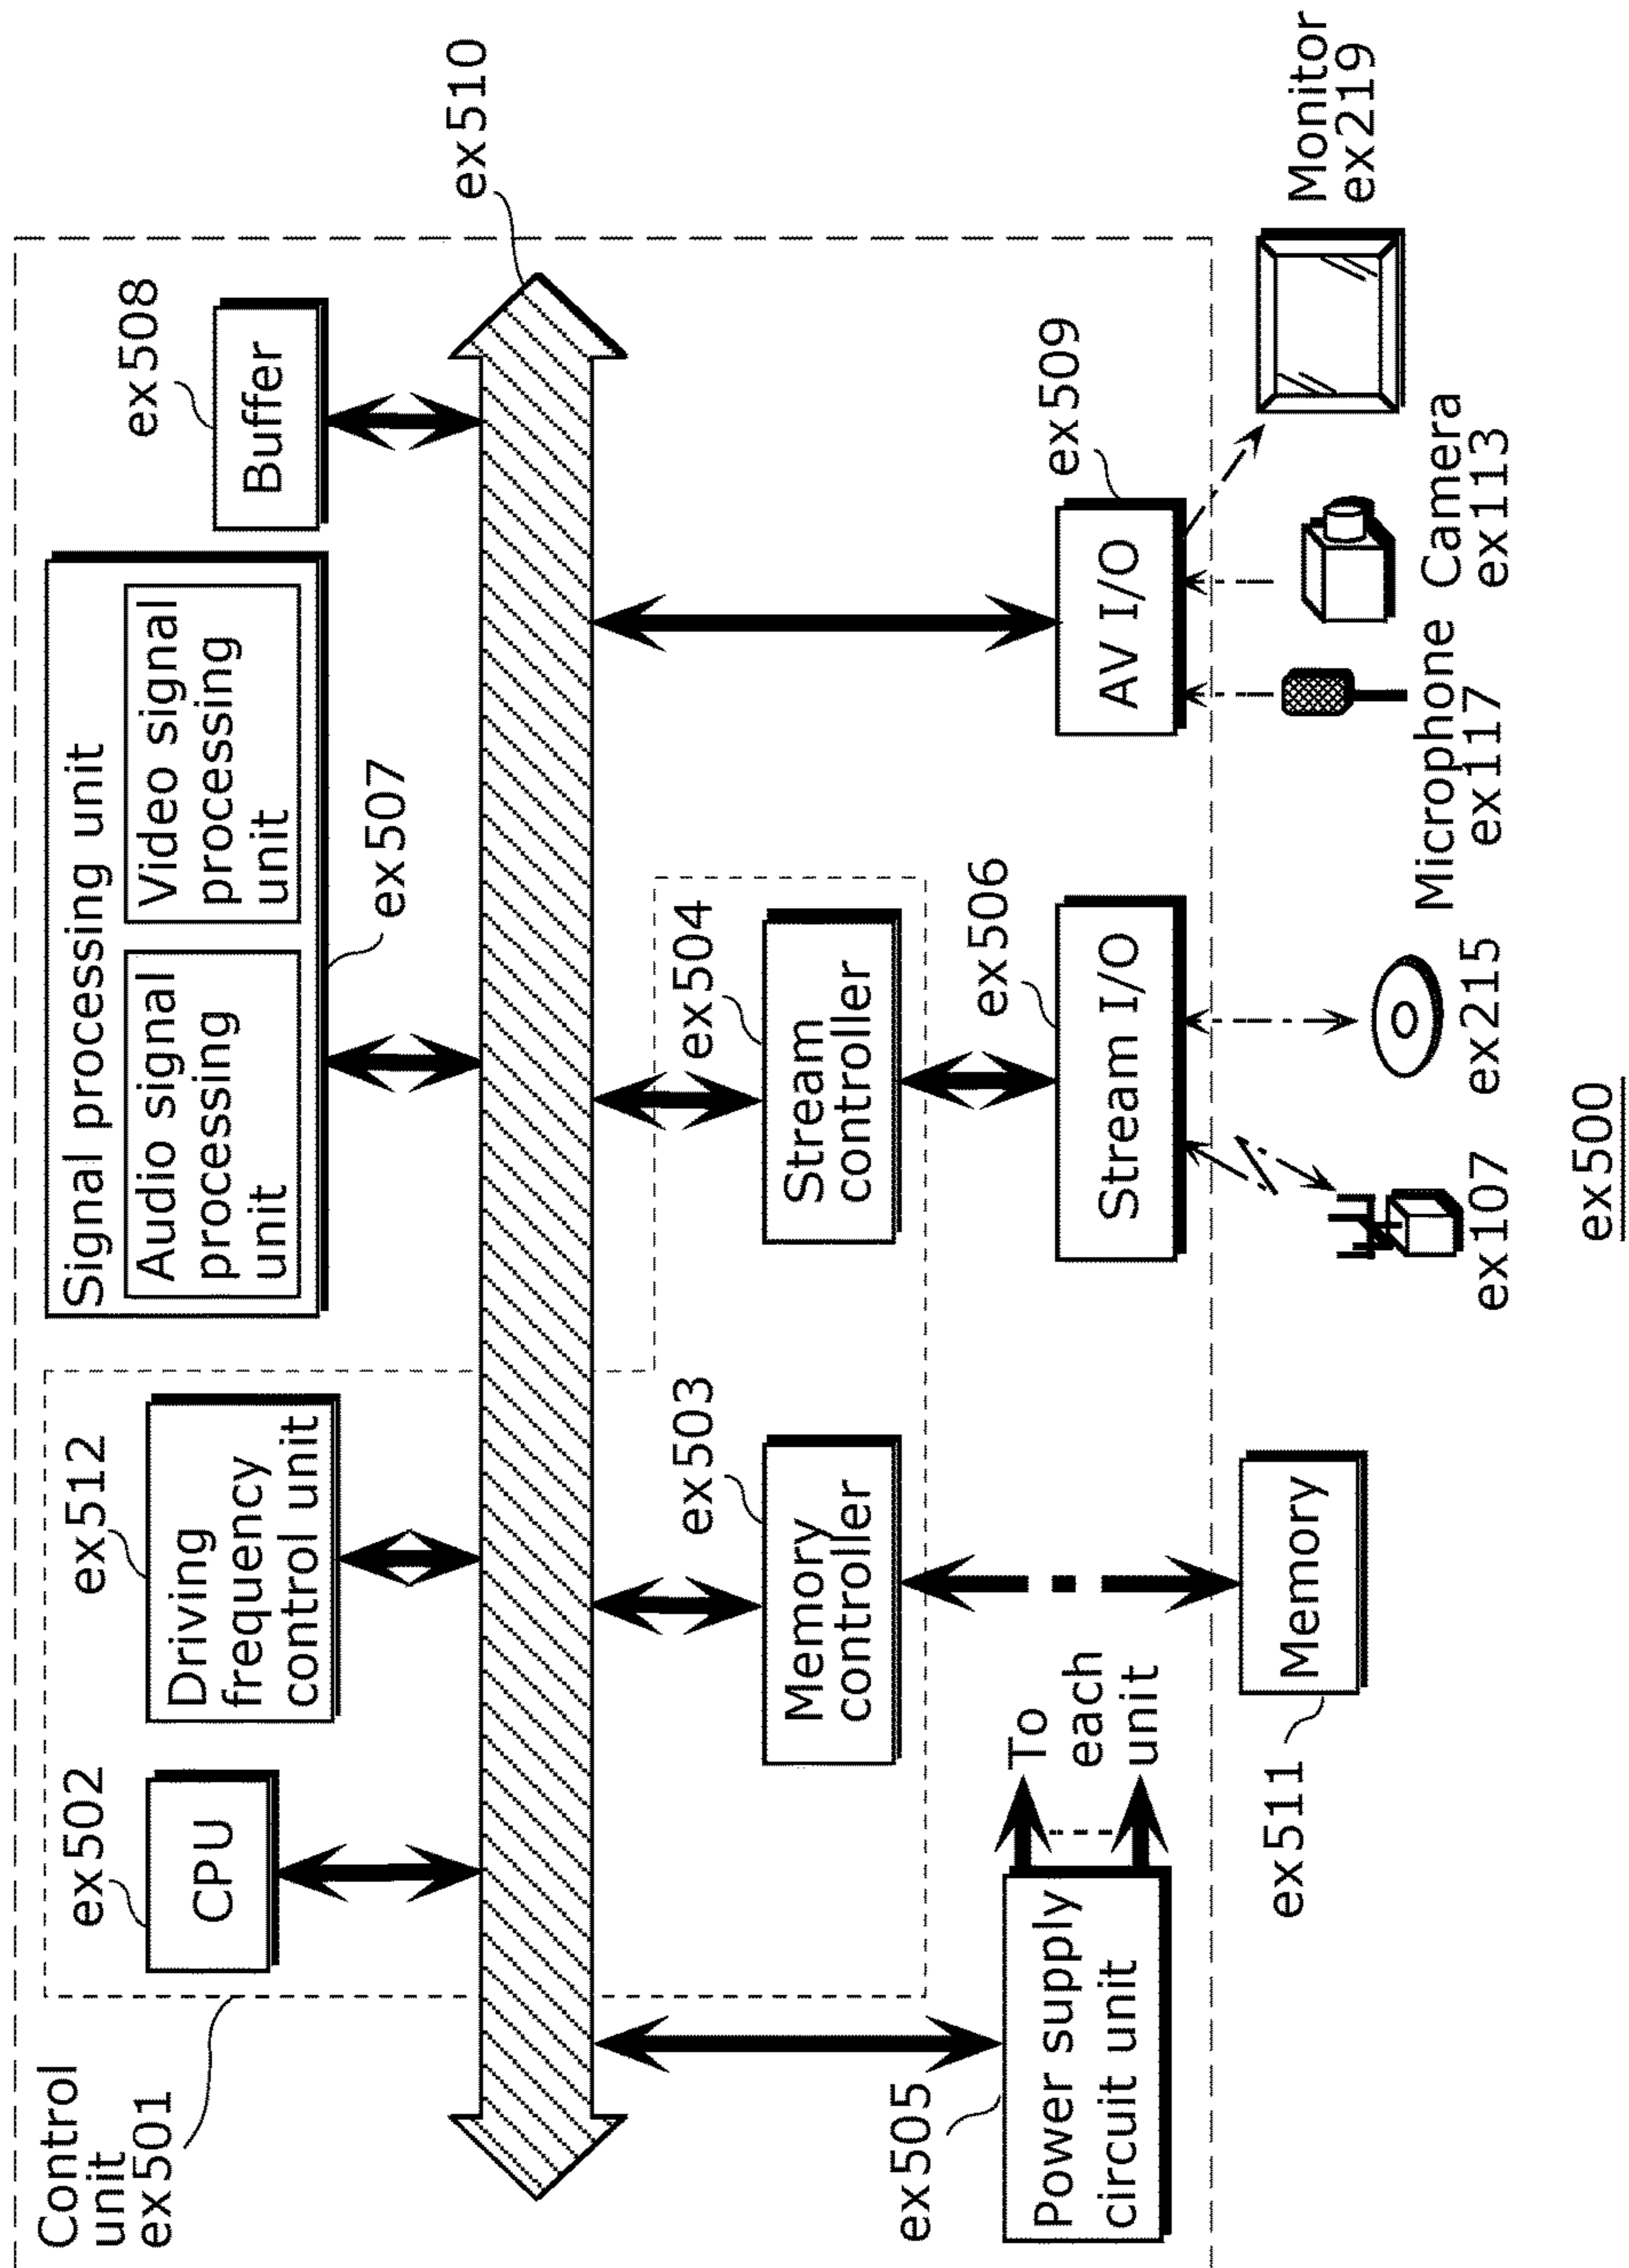 Control
unit
ex501
ex502
CPU
ex512
Driving
frequency
control unit
Signal processing unit
Audio signal
processing
unit
Video signal
processing
unit
ex507
ex508
Buffer
ex510
ex503
Memory
controller
ex504
Stream
controller
ex505
Power supply
circuit unit
To
each
unit
ex506
Stream I/O
ex509
AV I/O
ex511
Memory
ex107
ex215
Microphone
ex117
Camera
ex113
Monitor
ex219
ex500